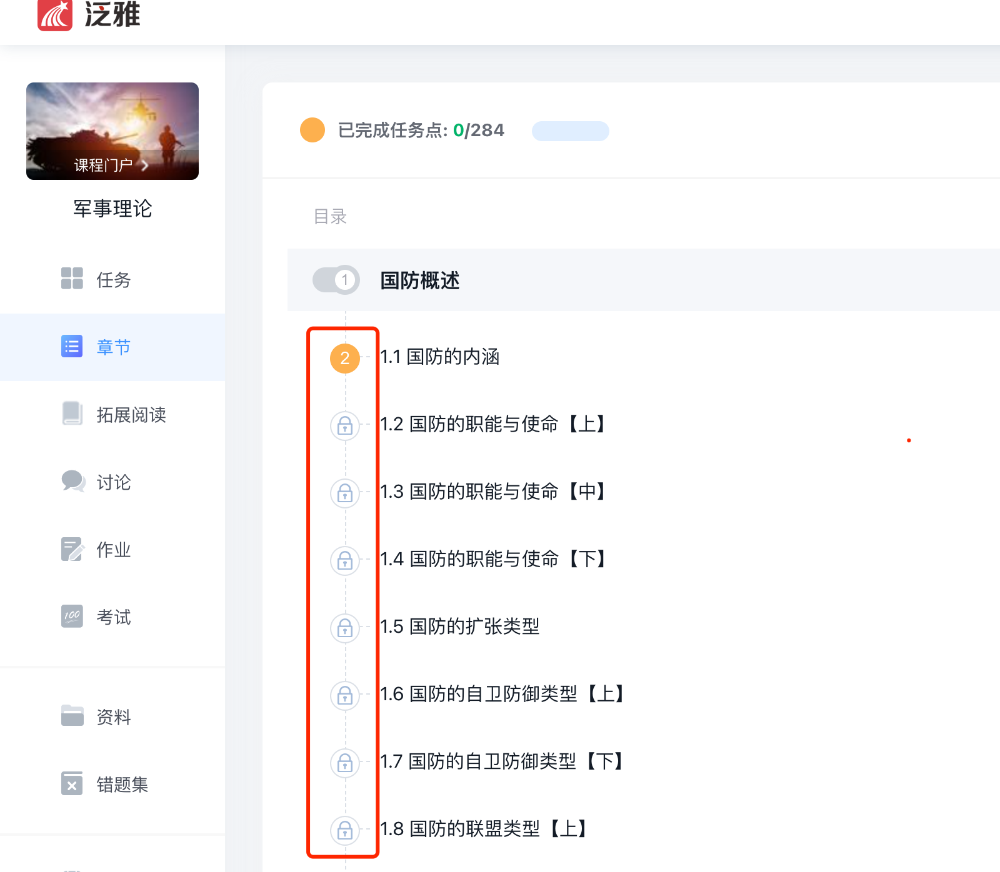 泛雅
课程门户
军事理论
任务
章节
拓展阅读
讨论
作业
100
考试
资料
错题集
已完成任务点: 0/284
目录
1 国防概述
2 1.1 国防的内涵
1.2 国防的职能与使命【上】
1.3 国防的职能与使命【中】
1.4 国防的职能与使命【下】
1.5 国防的扩张类型
1.6 国防的自卫防御类型【上】
1.7 国防的自卫防御类型【下】
1.8 国防的联盟类型【上】